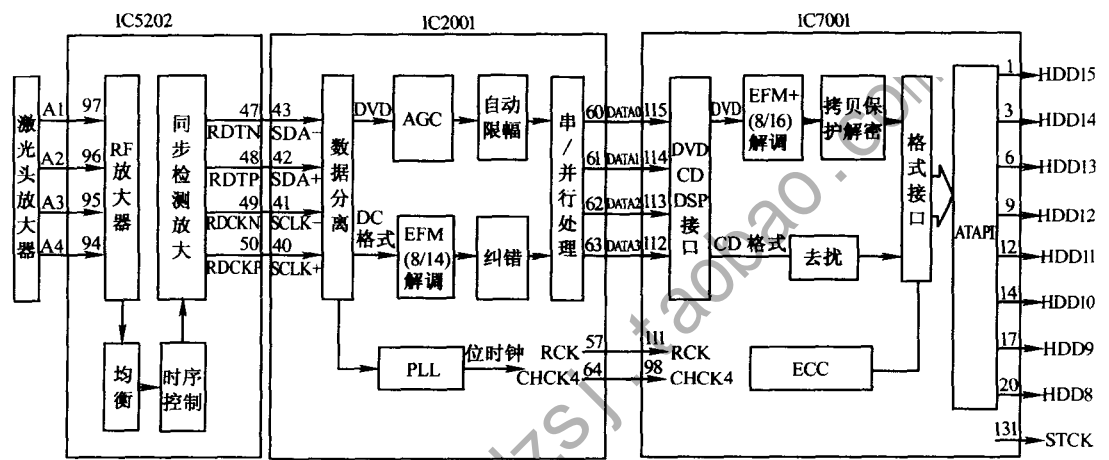 IC5202
IC2001
IC7001
激光头放大器
A1
97
A2
96
A3
95
A4
94
RF放大器
同步检测放大
均衡
时序
控制
47
43
RDTN
SDA-
48
42
RDTP
SDA+
49
41
RDCKN
SCLK-
50
40
RDCKP
SCLK+
数据分离
DVD
AGC
自动
限幅
DC
格式
EFM
(8/14)
解调
纠错
串/并行处理
PLL
位时钟
RCK
CHCK4
57
64
60
DATA0
115
61
DATA1
114
62
DATA2
113
63
DATA3
112
111
RCK
98
CHCK4
DVD
CD
DSP
接口
DVD
EFM+
(8/16)
解调
拷贝保
护解密
CD 格式
去扰
ECC
格式接口
ATAPI
1
HDD15
3
HDD14
6
HDD13
9
HDD12
12
HDD11
14
HDD10
17
HDD9
20
HDD8
131
STCK
dzsj.taobao.com